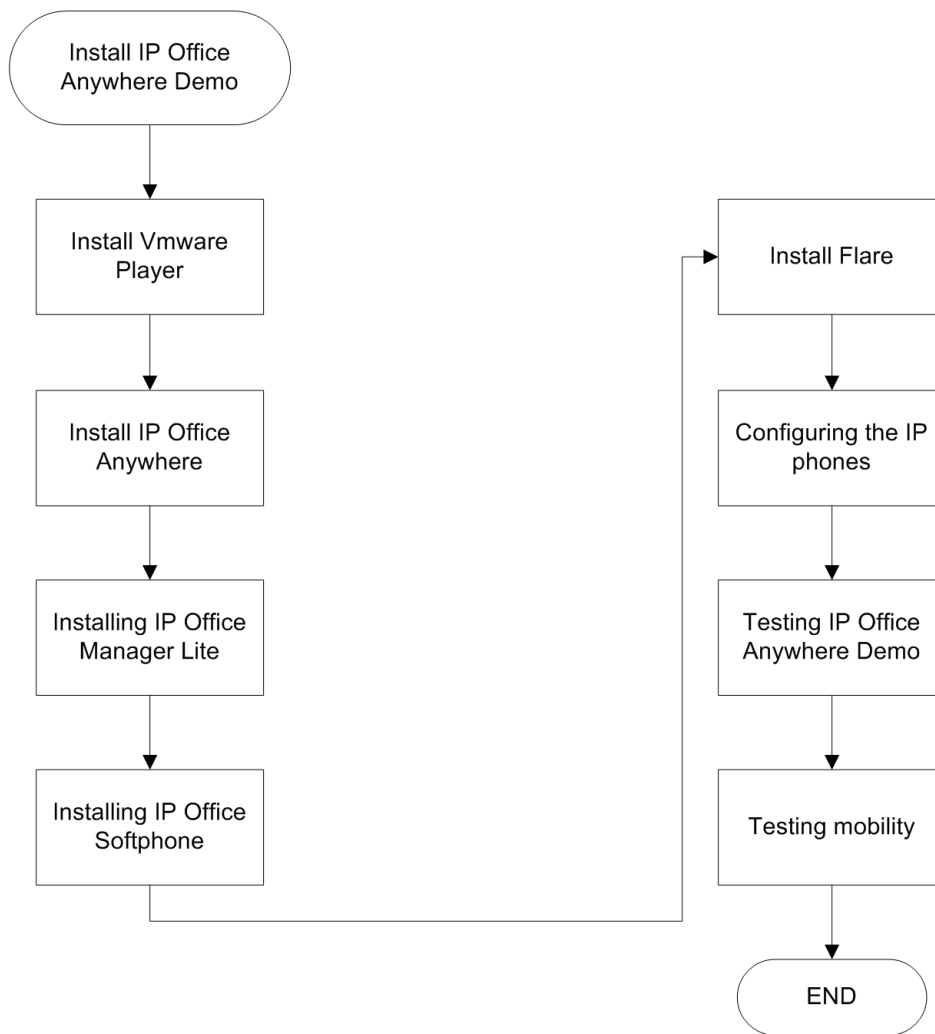 Install IP Office
Anywhere Demo
Install Vmware
Player
Install IP Office
Anywhere
Installing IP Office
Manager Lite
Installing IP Office
Softphone
Install Flare
Configuring the IP
phones
Testing IP Office
Anywhere Demo
Testing mobility
END